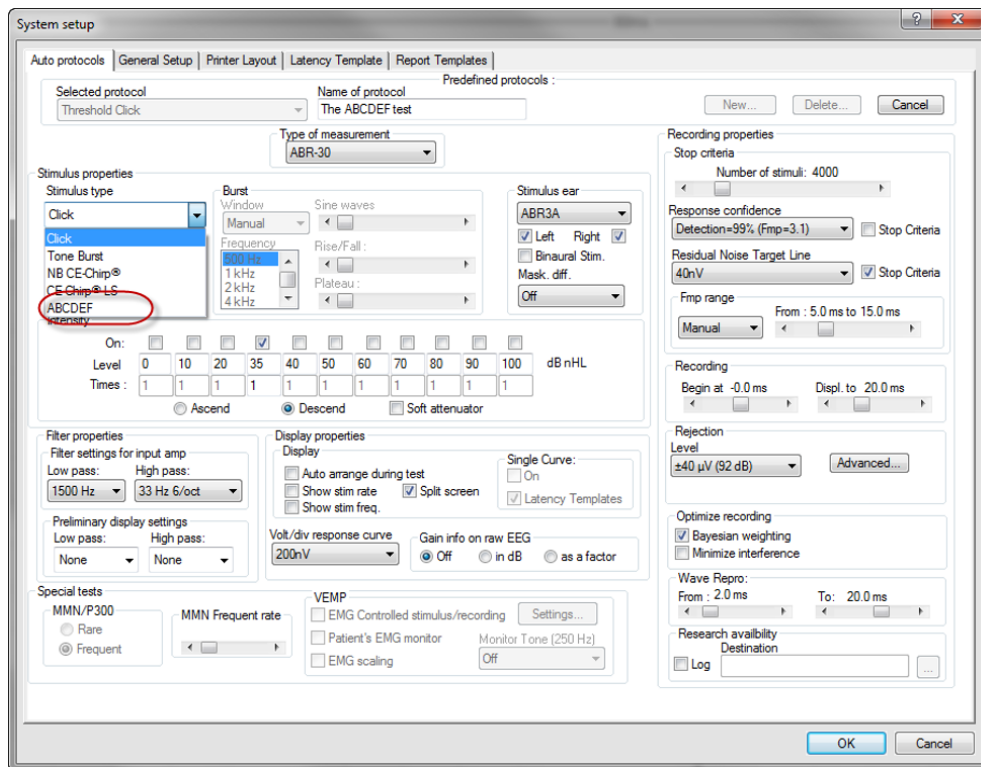 System setup
Auto protocols General Setup Printer Layout Latency Template Report Templates
Predefined protocols :
Selected protocol
Threshold Click
Name of protocol
The ABCDEF test
New... Delete... Cancel
Type of measurement
ABR-30
Stimulus properties
Stimulus type
Click
Click
Tone Burst
NB CE-Chirp®
CE-Chirp® LS
ABCDEF
Burst
Window
Manual
Sine waves
Frequency
500 Hz
1 kHz
2 kHz
4 kHz
Rise/Fall :
Plateau :
Stimulus ear
ABR3A
Left Right
Binaural Stim.
Mask. diff.
Off
Intensity
On:
Level 0 10 20 35 40 50 60 70 80 90 100 dB nHL
Times : 1 1 1 1 1 1 1 1 1 1 1
Ascend Descend Soft attenuator
Filter properties
Filter settings for input amp
Low pass: High pass:
1500 Hz 33 Hz 6/oct
Preliminary display settings
Low pass: High pass:
None None
Display properties
Display
Auto arrange during test
Show stim rate Split screen
Show stim freq.
Single Curve:
On
Latency Templates
Volt/div response curve
200nV
Gain info on raw EEG
Off in dB as a factor
Special tests
MMN/P300
Rare
Frequent
MMN Frequent rate
VEMP
EMG Controlled stimulus/recording Settings...
Patient's EMG monitor
EMG scaling
Monitor Tone (250 Hz)
Off
Recording properties
Stop criteria
Number of stimuli: 4000
Response confidence
Detection=99% (Fmp=3.1) Stop Criteria
Residual Noise Target Line
40nV Stop Criteria
Fmp range
Manual
From : 5.0 ms to 15.0 ms
Recording
Begin at -0.0 ms Displ. to 20.0 ms
Rejection
Level
±40 µV (92 dB) Advanced...
Optimize recording
Bayesian weighting
Minimize interference
Wave Repro:
From : 2.0 ms To: 20.0 ms
Research availbility
Destination
Log ...
OK Cancel